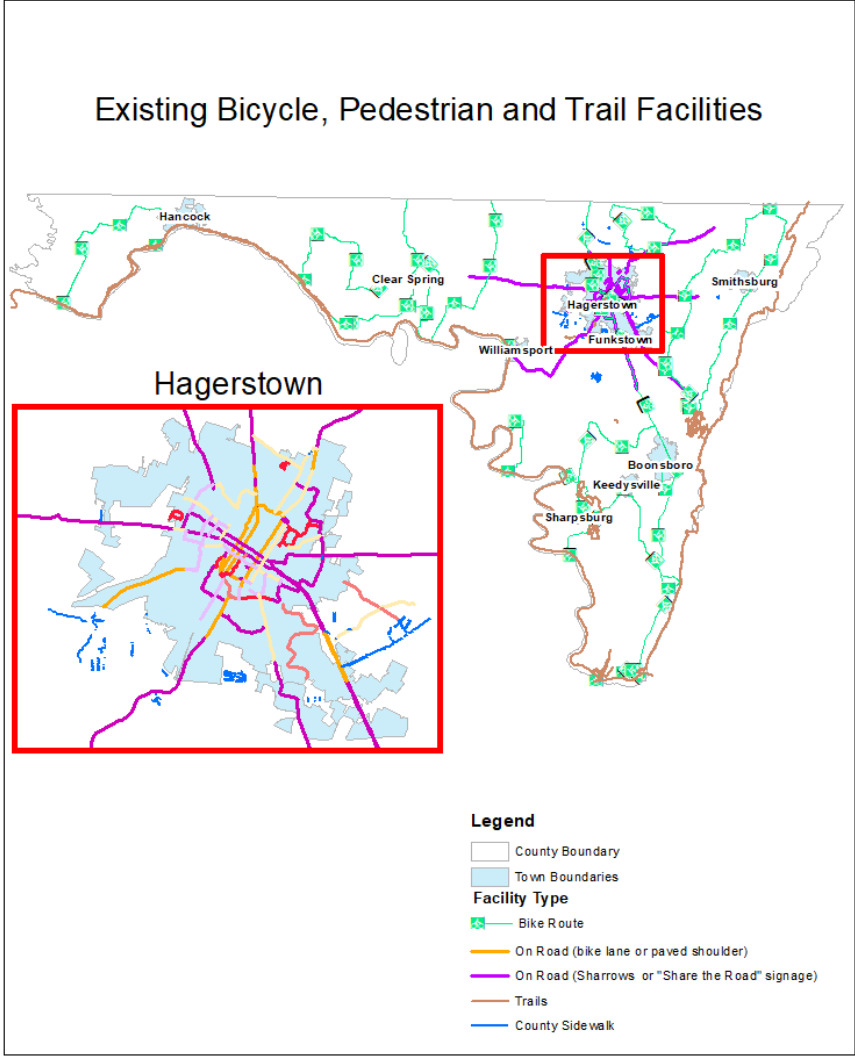 Existing Bicycle, Pedestrian and Trail Facilities
Hancock
Clear Spring
Smithsburg
Hagerstown
Funkstown
Williamsport
Hagerstown
Boonsboro
Keedysville
Sharpsburg
Legend
County Boundary
Town Boundaries
Facility Type
Bike Route
On Road (bike lane or paved shoulder)
On Road (Sharrows or "Share the Road" signage)
Trails
County Sidewalk